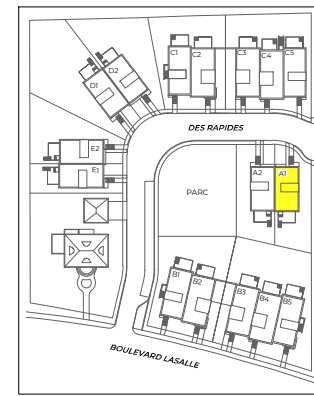 C1 C2 C3 C4 C5
D2
D1
DES RAPIDES
E2
E1
A2 A1
PARC
B1
B2
B3
B4
B5
BOULEVARD LASALLE